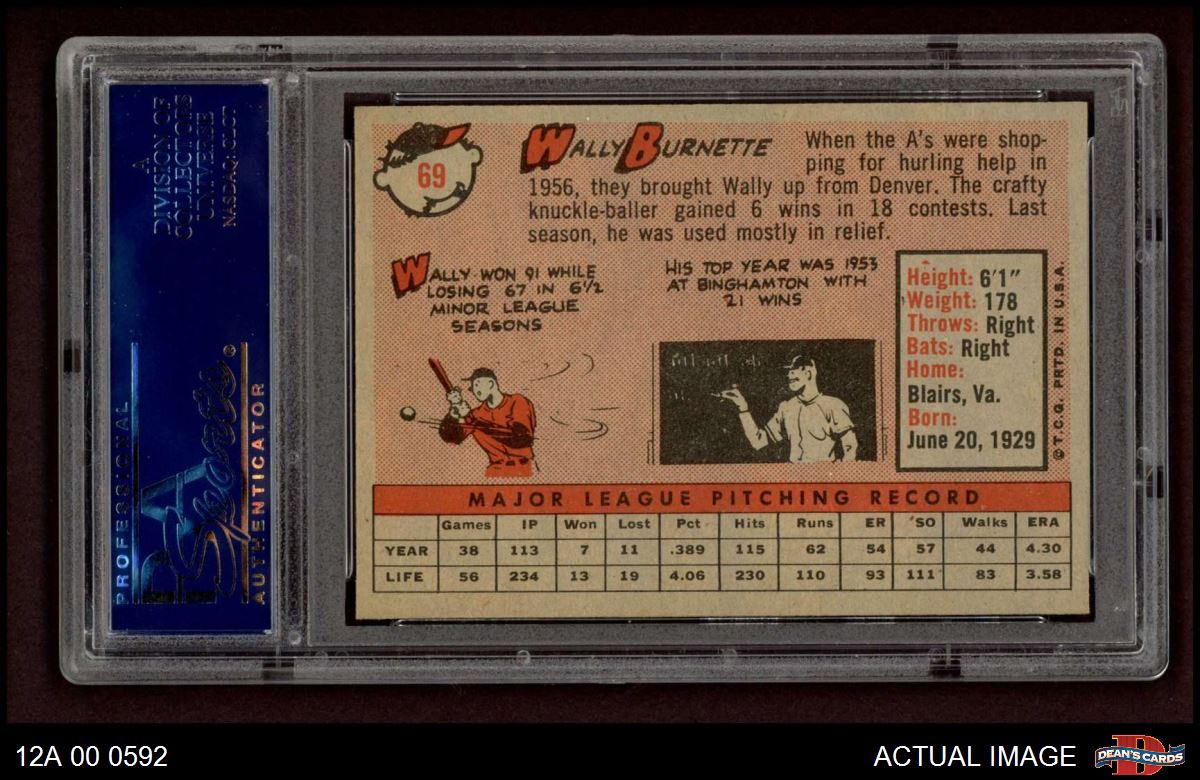 A
DIVISION OF
COLLECTORS
UNIVERSE
NASDAQ: CLCT
PROFESSIONAL
PSA
Sports®
AUTHENTICATOR
69
WALLY BURNETTE
When the A's were shop-
ping for hurling help in
1956, they brought Wally up from Denver. The crafty
knuckle-baller gained 6 wins in 18 contests. Last
season, he was used mostly in relief.
WALLY WON 91 WHILE
LOSING 67 IN 6½
MINOR LEAGUE
SEASONS
HIS TOP YEAR WAS 1953
AT BINGHAMTON WITH
21 WINS
Height: 6'1"
Weight: 178
Throws: Right
Bats: Right
Home:
Blairs, Va.
Born:
June 20, 1929
©T.C.G. PRTD. IN U.S.A.
MAJOR LEAGUE PITCHING RECORD
Games IP Won Lost Pct Hits Runs ER SO Walks ERA
YEAR 38 113 7 11 .389 115 62 54 57 44 4.30
LIFE 56 234 13 19 4.06 230 110 93 111 83 3.58
12A 00 0592
ACTUAL IMAGE
D
DEAN'S CARDS